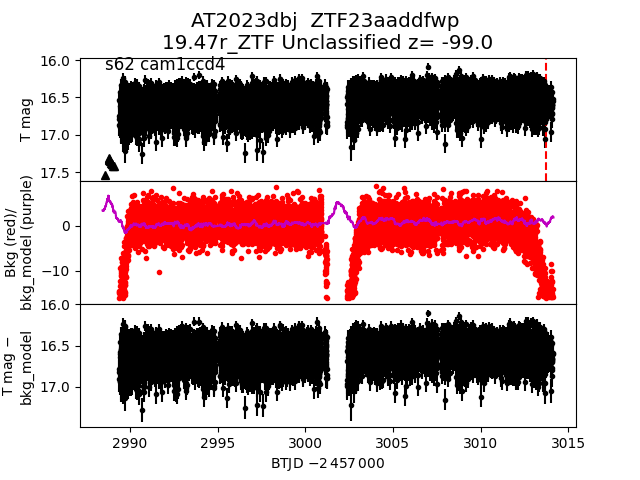 AT2023dbj  ZTF23aaddfwp
19.47r_ZTF Unclassified z= -99.0
s62 cam1ccd4
16.0
16.5
17.0
17.5
T mag
0
−10
Bkg (red)/
bkg_model (purple)
16.0
16.5
17.0
T mag −
bkg_model
2990
2995
3000
3005
3010
3015
BTJD −2 457 000